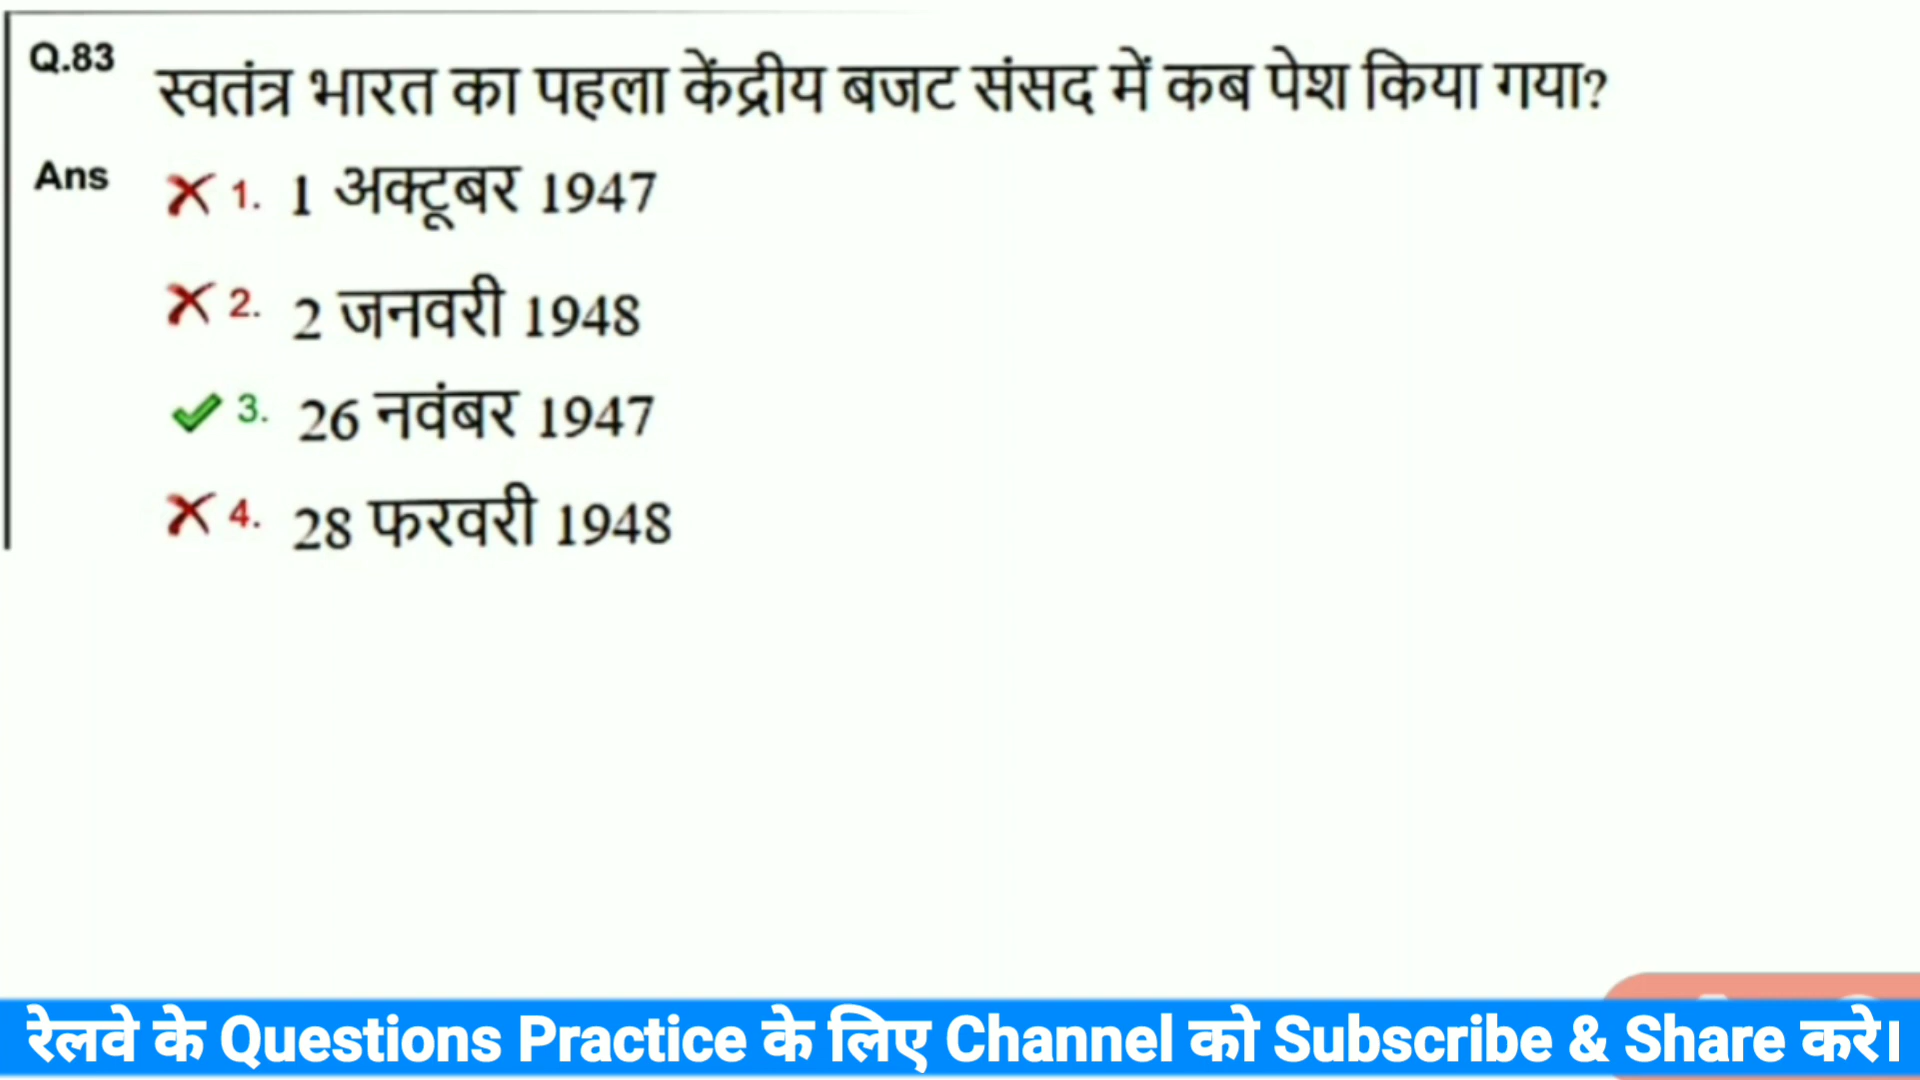 Q.83 स्वतंत्र भारत का पहला केंद्रीय बजट संसद में कब पेश किया गया?
Ans 1. 1 अक्टूबर 1947
2. 2 जनवरी 1948
3. 26 नवंबर 1947
4. 28 फरवरी 1948
रेलवे के Questions Practice के लिए Channel को Subscribe & Share करे।